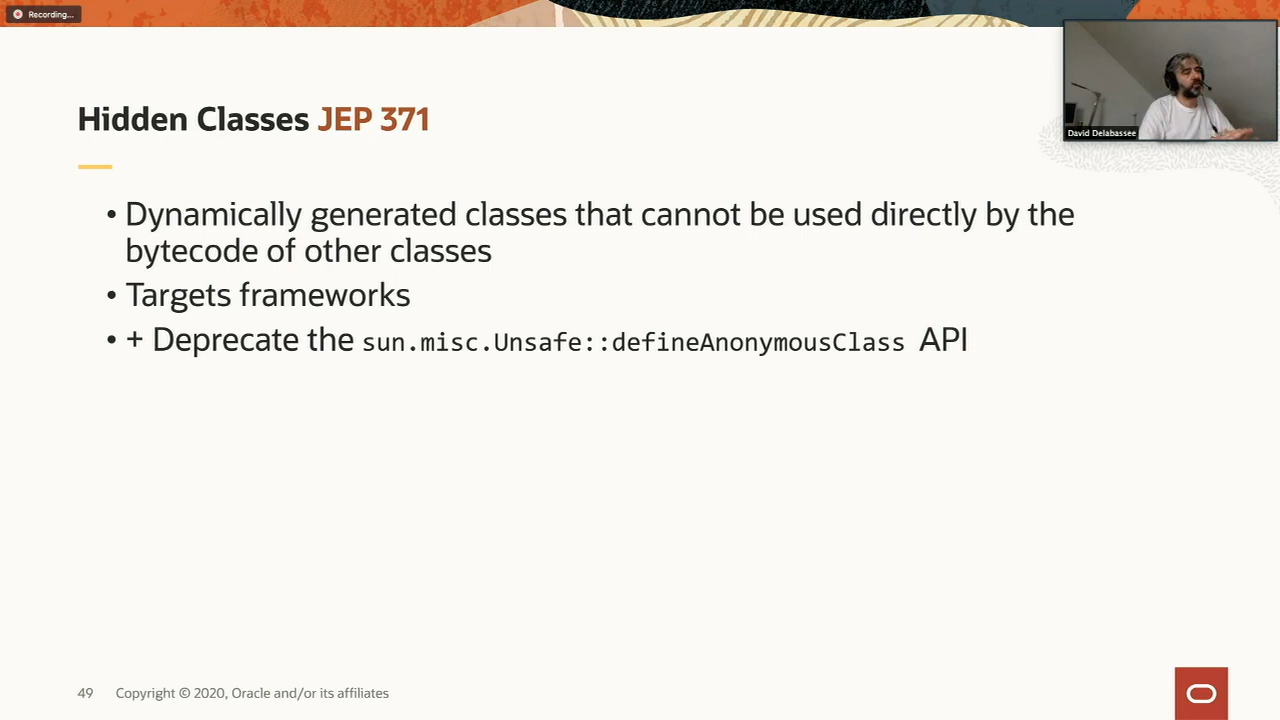 Recording...
David Delabassee
Hidden Classes JEP 371
• Dynamically generated classes that cannot be used directly by the
bytecode of other classes
• Targets frameworks
• + Deprecate the sun.misc.Unsafe::defineAnonymousClass API
49 Copyright © 2020, Oracle and/or its affiliates